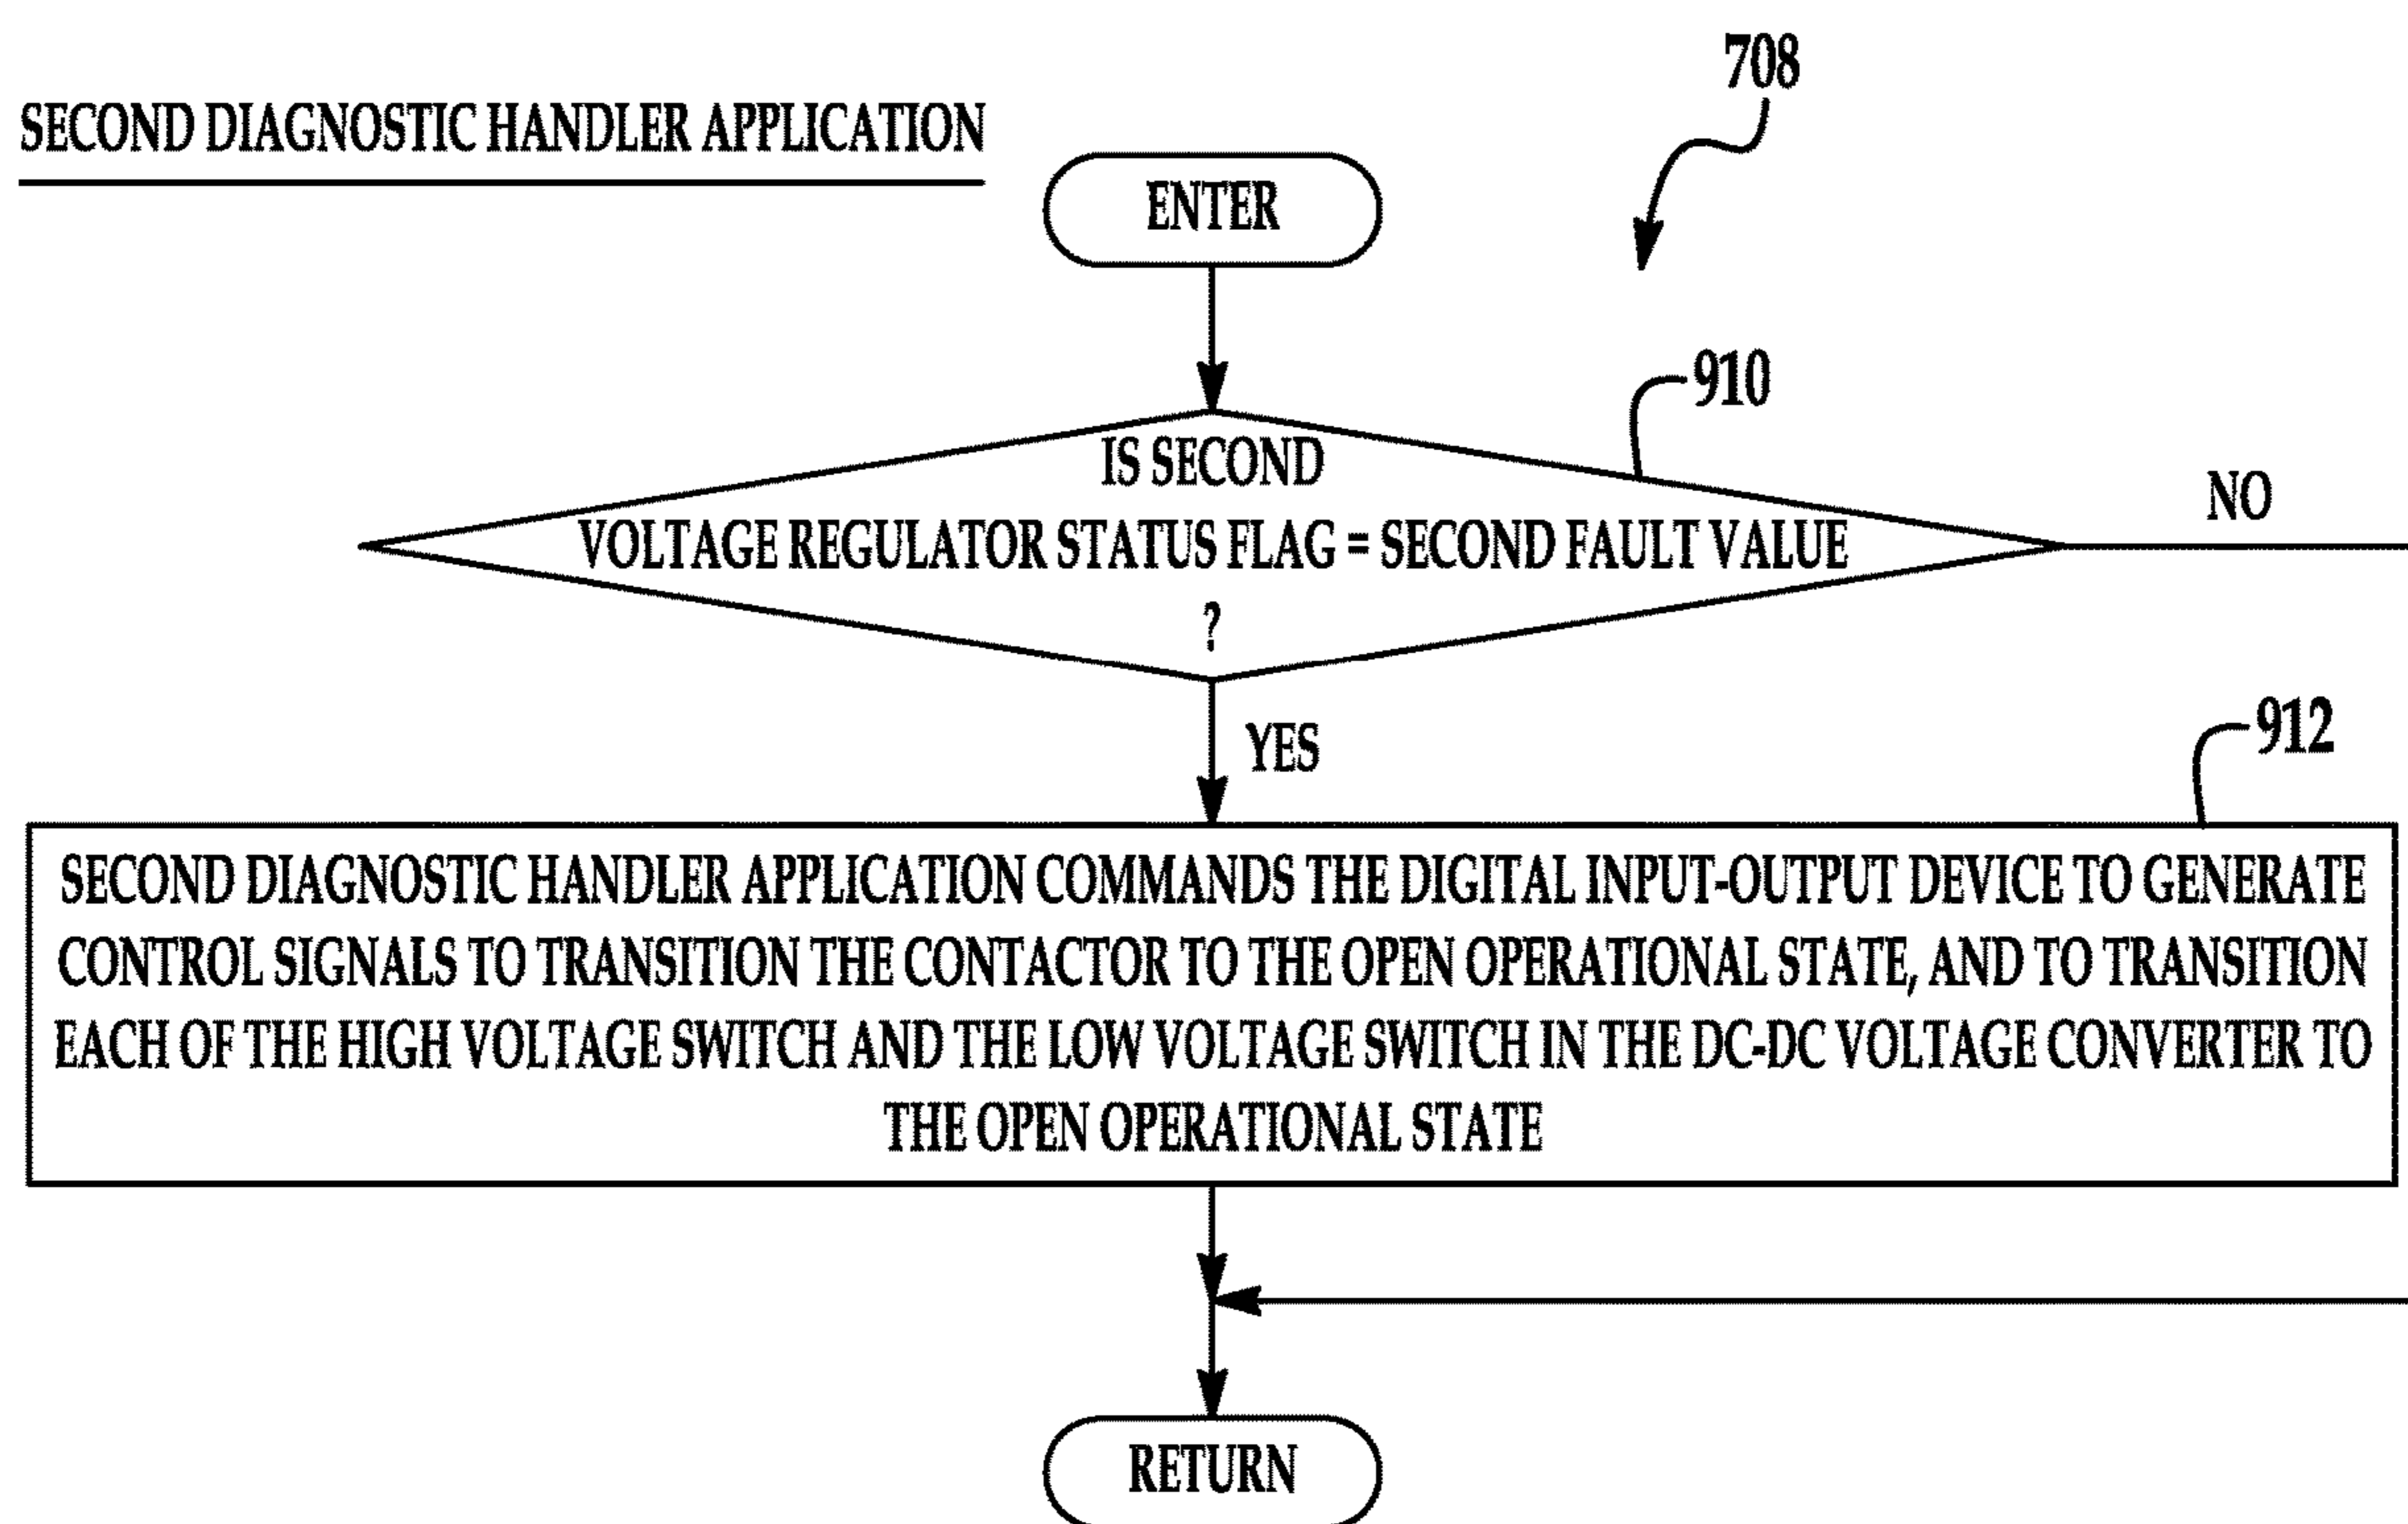 708
SECOND DIAGNOSTIC HANDLER APPLICATION
ENTER
910
IS SECOND
VOLTAGE REGULATOR STATUS FLAG = SECOND FAULT VALUE
?
NO
YES
912
SECOND DIAGNOSTIC HANDLER APPLICATION COMMANDS THE DIGITAL INPUT-OUTPUT DEVICE TO GENERATE
CONTROL SIGNALS TO TRANSITION THE CONTACTOR TO THE OPEN OPERATIONAL STATE, AND TO TRANSITION
EACH OF THE HIGH VOLTAGE SWITCH AND THE LOW VOLTAGE SWITCH IN THE DC-DC VOLTAGE CONVERTER TO
THE OPEN OPERATIONAL STATE
RETURN